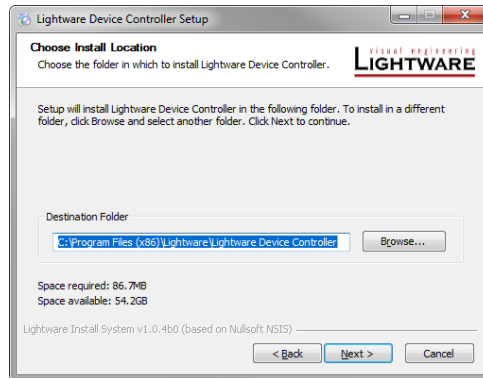 Lightware Device Controller Setup
Choose Install Location
Choose the folder in which to install Lightware Device Controller.
visual engineering
LIGHTWARE
Setup will install Lightware Device Controller in the following folder. To install in a different
folder, click Browse and select another folder. Click Next to continue.
Destination Folder
C:\Program Files (x86)\Lightware\Lightware Device Controller
Browse...
Space required: 86.7MB
Space available: 54.2GB
Lightware Install System v1.0.4b0 (based on Nullsoft NSIS)
< Back
Next >
Cancel